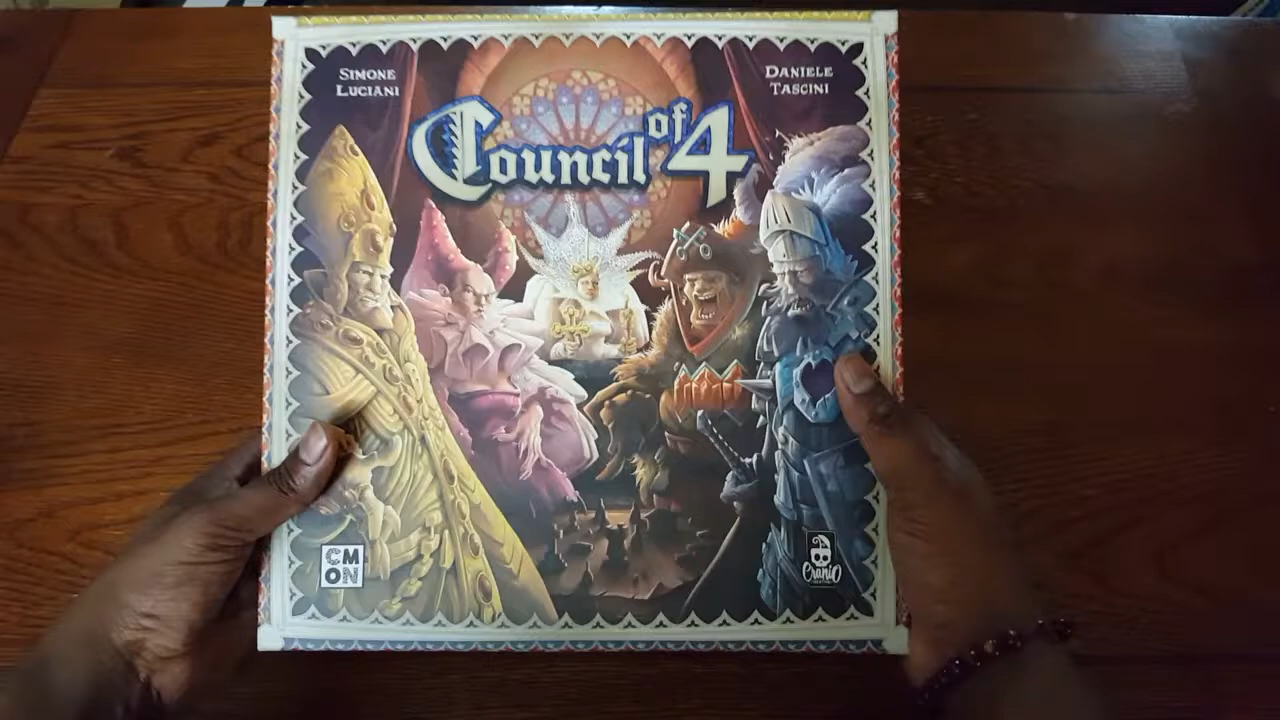 SIMONE
LUCIANI
DANIELE
TASCINI
Council of 4
CM
ON
Cranio